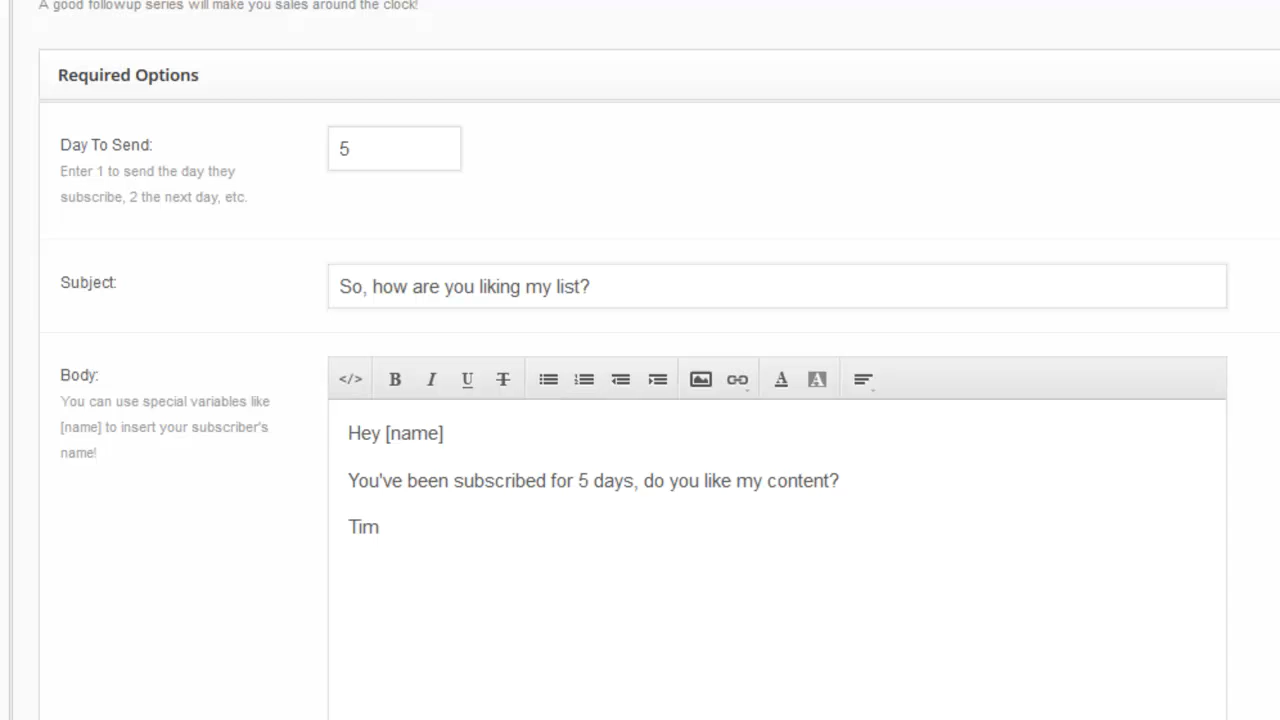 A good followup series will make you sales around the clock!
Required Options
Day To Send:
Enter 1 to send the day they
subscribe, 2 the next day, etc.
5
Subject:
So, how are you liking my list?
Body:
You can use special variables like
[name] to insert your subscriber's
name!
</> B I U T A A
Hey [name]
You've been subscribed for 5 days, do you like my content?
Tim